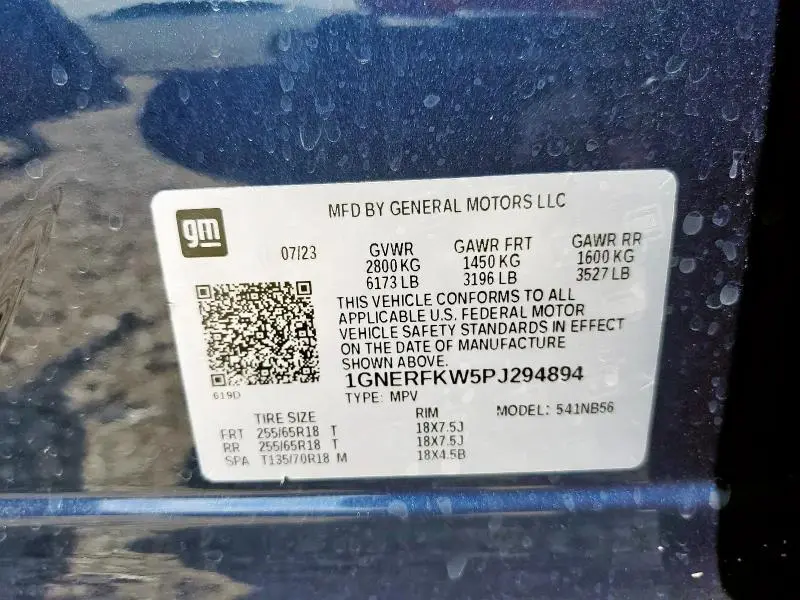 gm
MFD BY GENERAL MOTORS LLC
07/23
GVWR GAWR FRT GAWR RR
2800 KG 1450 KG 1600 KG
6173 LB 3196 LB 3527 LB
THIS VEHICLE CONFORMS TO ALL
APPLICABLE U.S. FEDERAL MOTOR
VEHICLE SAFETY STANDARDS IN EFFECT
ON THE DATE OF MANUFACTURE
SHOWN ABOVE.
1GNERFKW5PJ294894
619D
TYPE: MPV
TIRE SIZE RIM MODEL: 541NB56
FRT 255/65R18 T 18X7.5J
RR 255/65R18 T 18X7.5J
SPA T135/70R18 M 18X4.5B